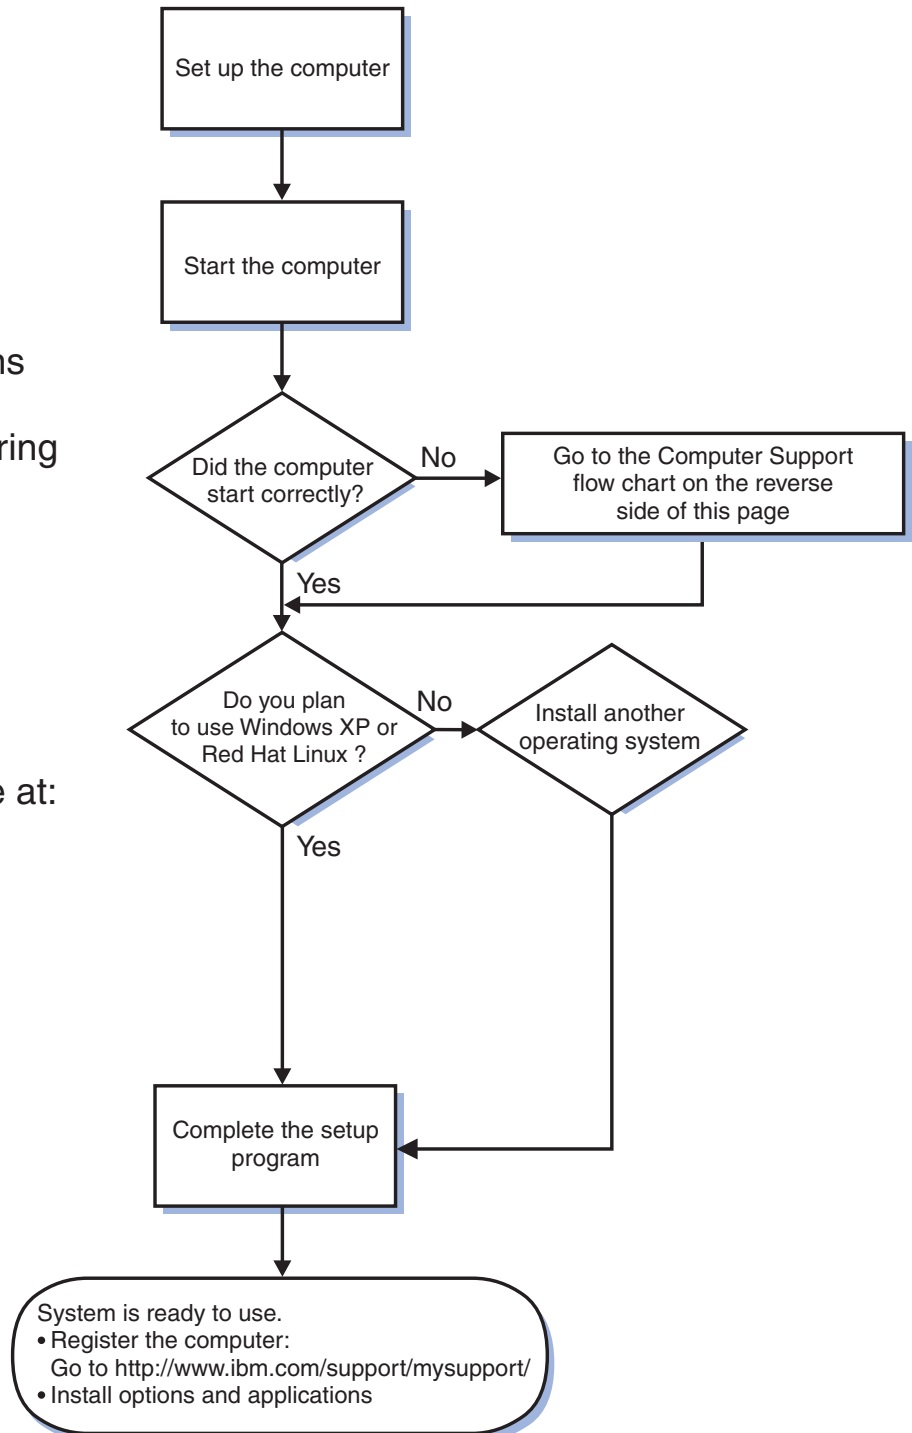 Set up the computer
Start the computer
ns
ring
Did the computer
start correctly?
No
Go to the Computer Support
flow chart on the reverse
side of this page
Yes
Do you plan
to use Windows XP or
Red Hat Linux ?
No
Install another
operating system
e at:
Yes
Complete the setup
program
System is ready to use.
• Register the computer:
Go to http://www.ibm.com/support/mysupport/
• Install options and applications